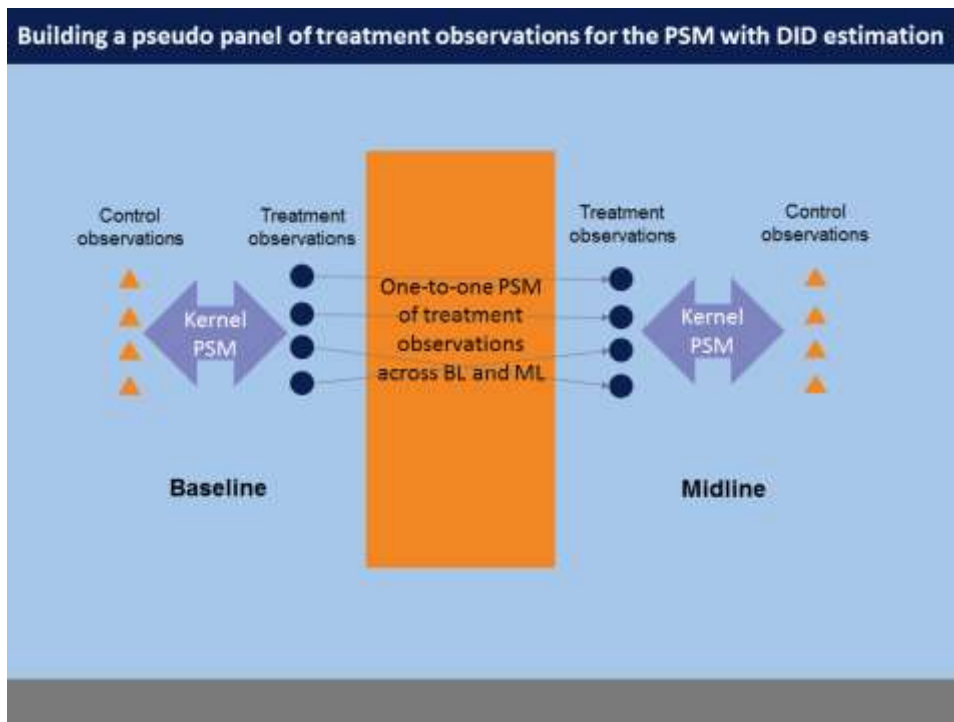 Building a pseudo panel of treatment observations for the PSM with DID estimation
Control
observations
Treatment
observations
Treatment
observations
Control
observations
Kernel
PSM
One-to-one PSM
of treatment
observations
across BL and ML
Kernel
PSM
Baseline
Midline